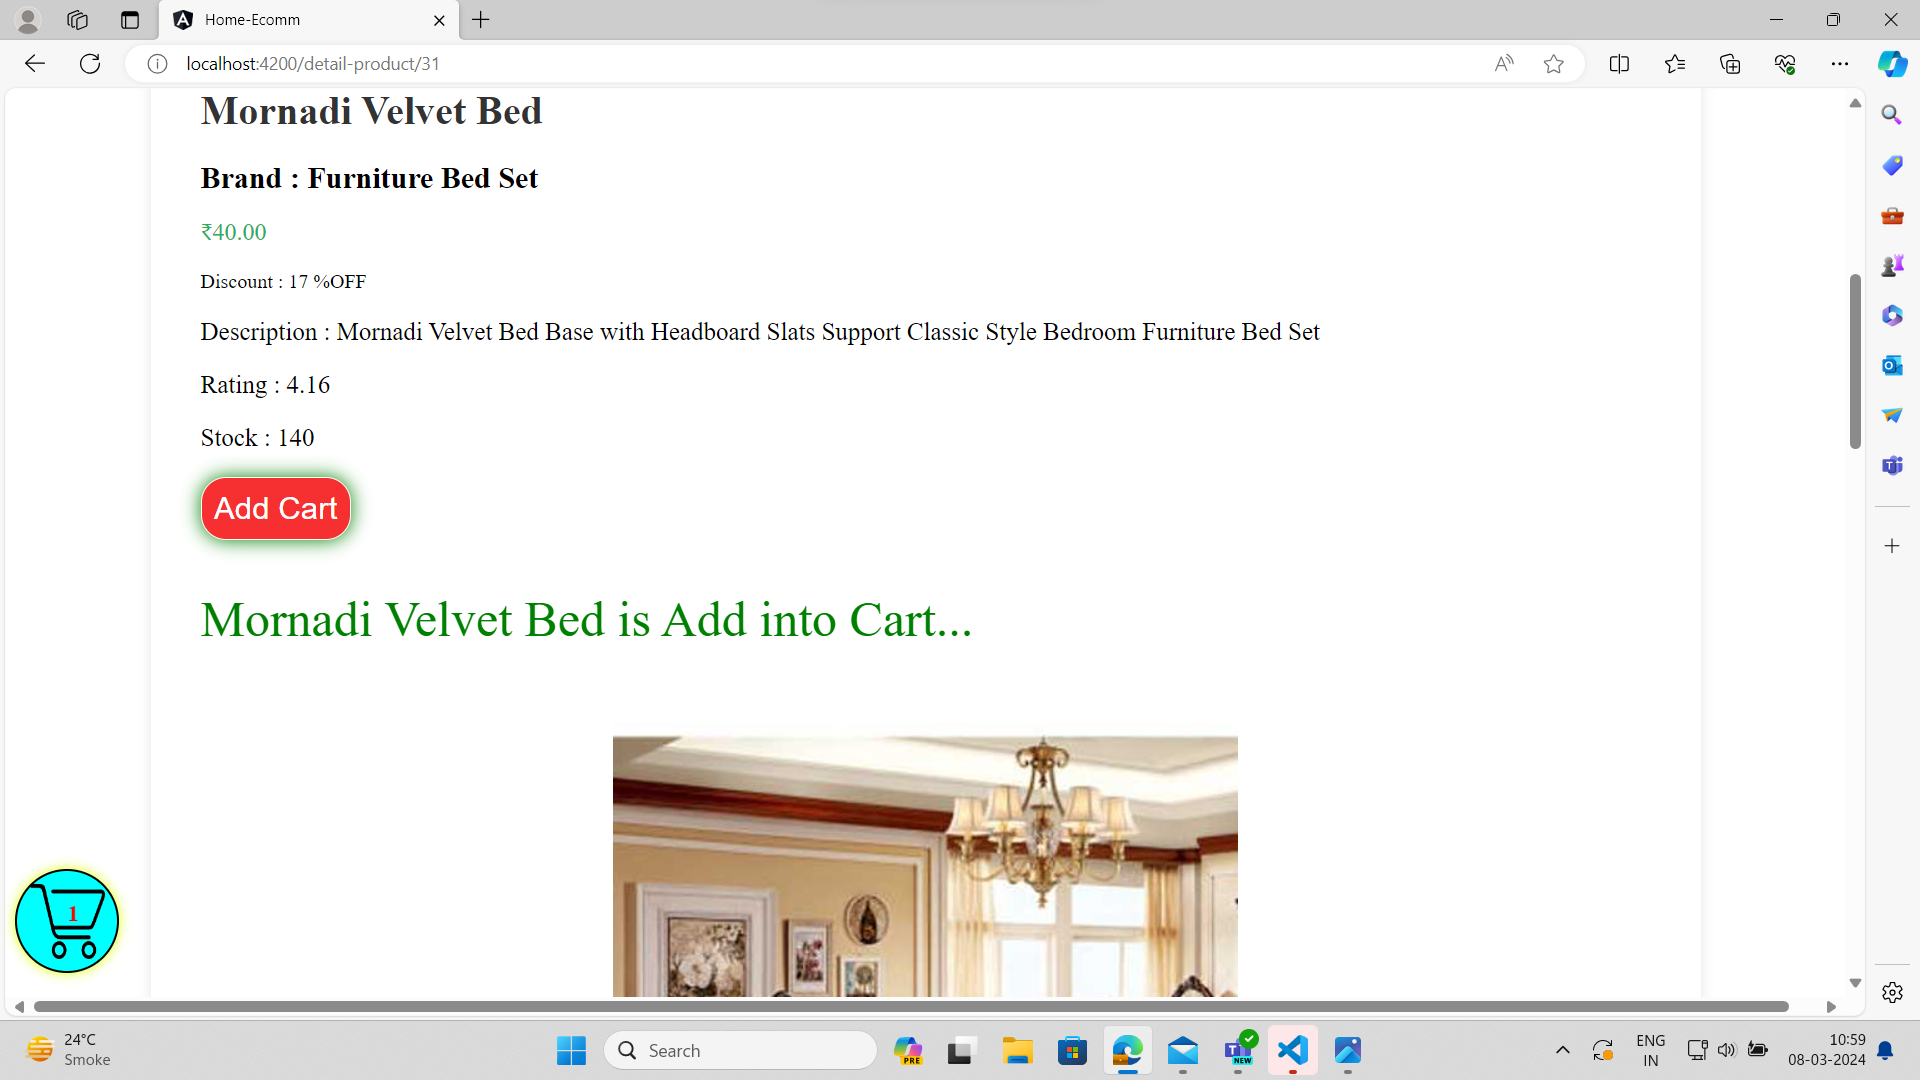 Home-Ecomm
localhost:4200/detail-product/31
Mornadi Velvet Bed
Brand : Furniture Bed Set
₹40.00
Discount : 17 %OFF
Description : Mornadi Velvet Bed Base with Headboard Slats Support Classic Style Bedroom Furniture Bed Set
Rating : 4.16
Stock : 140
Add Cart
Mornadi Velvet Bed is Add into Cart...
1
24°C
Smoke
Search
PRE
NEW
ENG
IN
10:59
08-03-2024